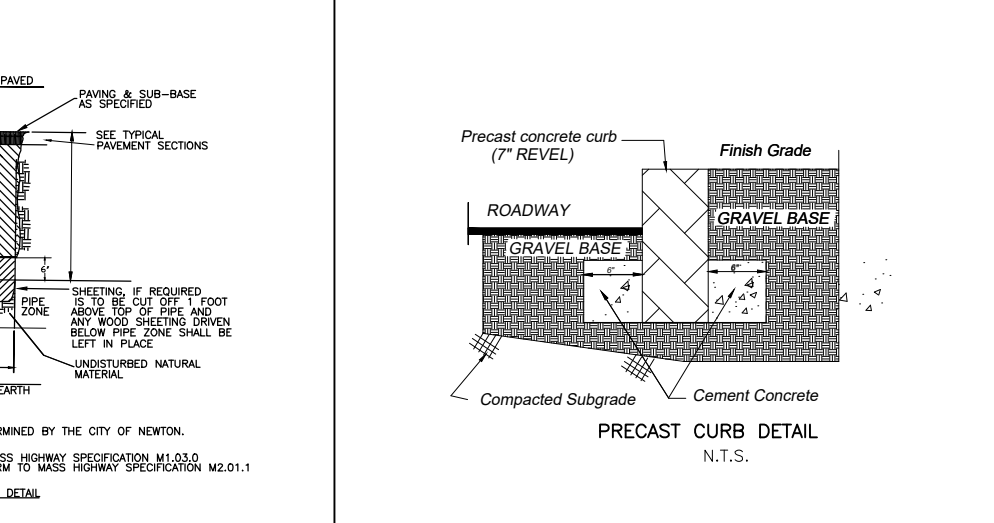 PAVED
PAVING & SUB-BASE
AS SPECIFIED
SEE TYPICAL
PAVEMENT SECTIONS
6"
SHEETING, IF REQUIRED
IS TO BE CUT OFF 1 FOOT
ABOVE TOP OF PIPE AND
ANY WOOD SHEETING DRIVEN
BELOW PIPE ZONE SHALL BE
LEFT IN PLACE
PIPE
ZONE
UNDISTURBED NATURAL
MATERIAL
EARTH
RMINED BY THE CITY OF NEWTON.
SS HIGHWAY SPECIFICATION M1.03.0
RM TO MASS HIGHWAY SPECIFICATION M2.01.1
DETAIL
Precast concrete curb
(7" REVEL)
Finish Grade
ROADWAY
GRAVEL BASE
GRAVEL BASE
6"
6"
Compacted Subgrade
Cement Concrete
PRECAST CURB DETAIL
N.T.S.